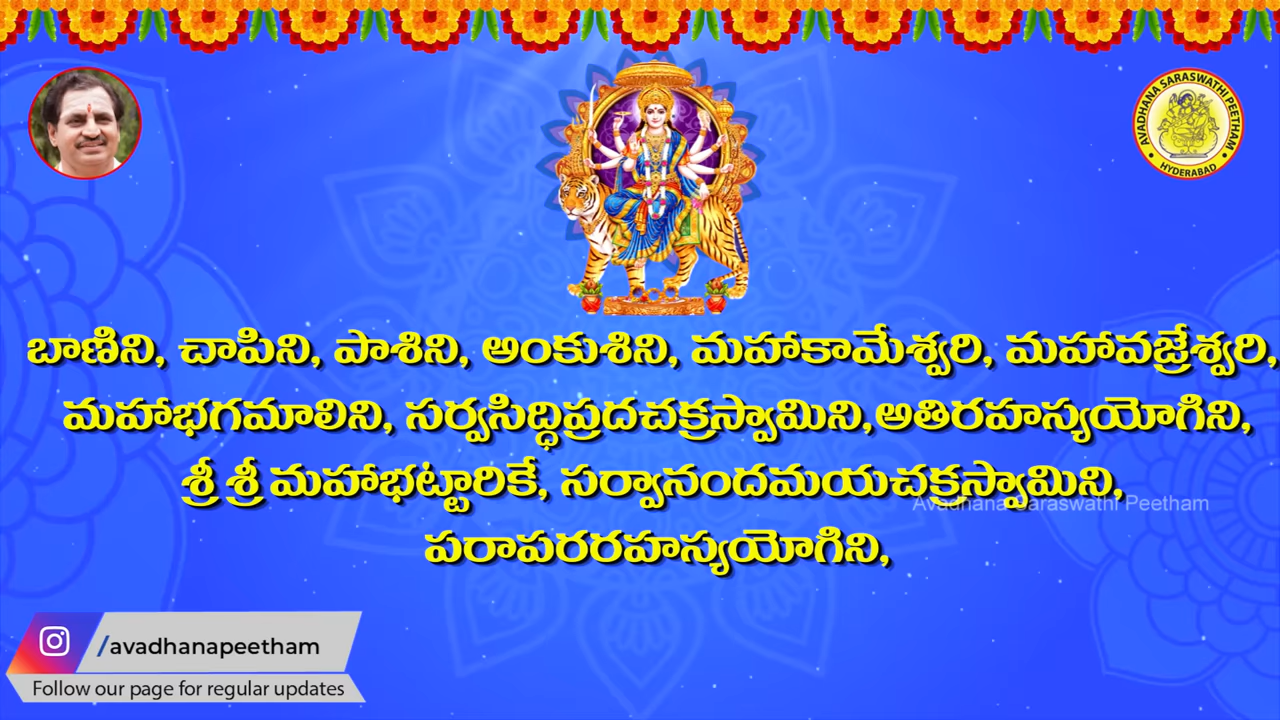 AVADHANA SARASWATHI PEETHAM
• HYDERABAD •
బాణిని, చాపిని, పాశిని, అంకుశిని, మహాకామేశ్వరి, మహావజ్రేశ్వరి,
మహాభగమాలిని, సర్వసిద్ధిప్రదచక్రస్వామిని,అతిరహస్యయోగిని,
శ్రీ శ్రీ మహాభట్టారికే, సర్వానందమయచక్రస్వామిని,
Avadhana Saraswathi Peetham
పరాపరరహస్యయోగిని,
/avadhanapeetham
Follow our page for regular updates